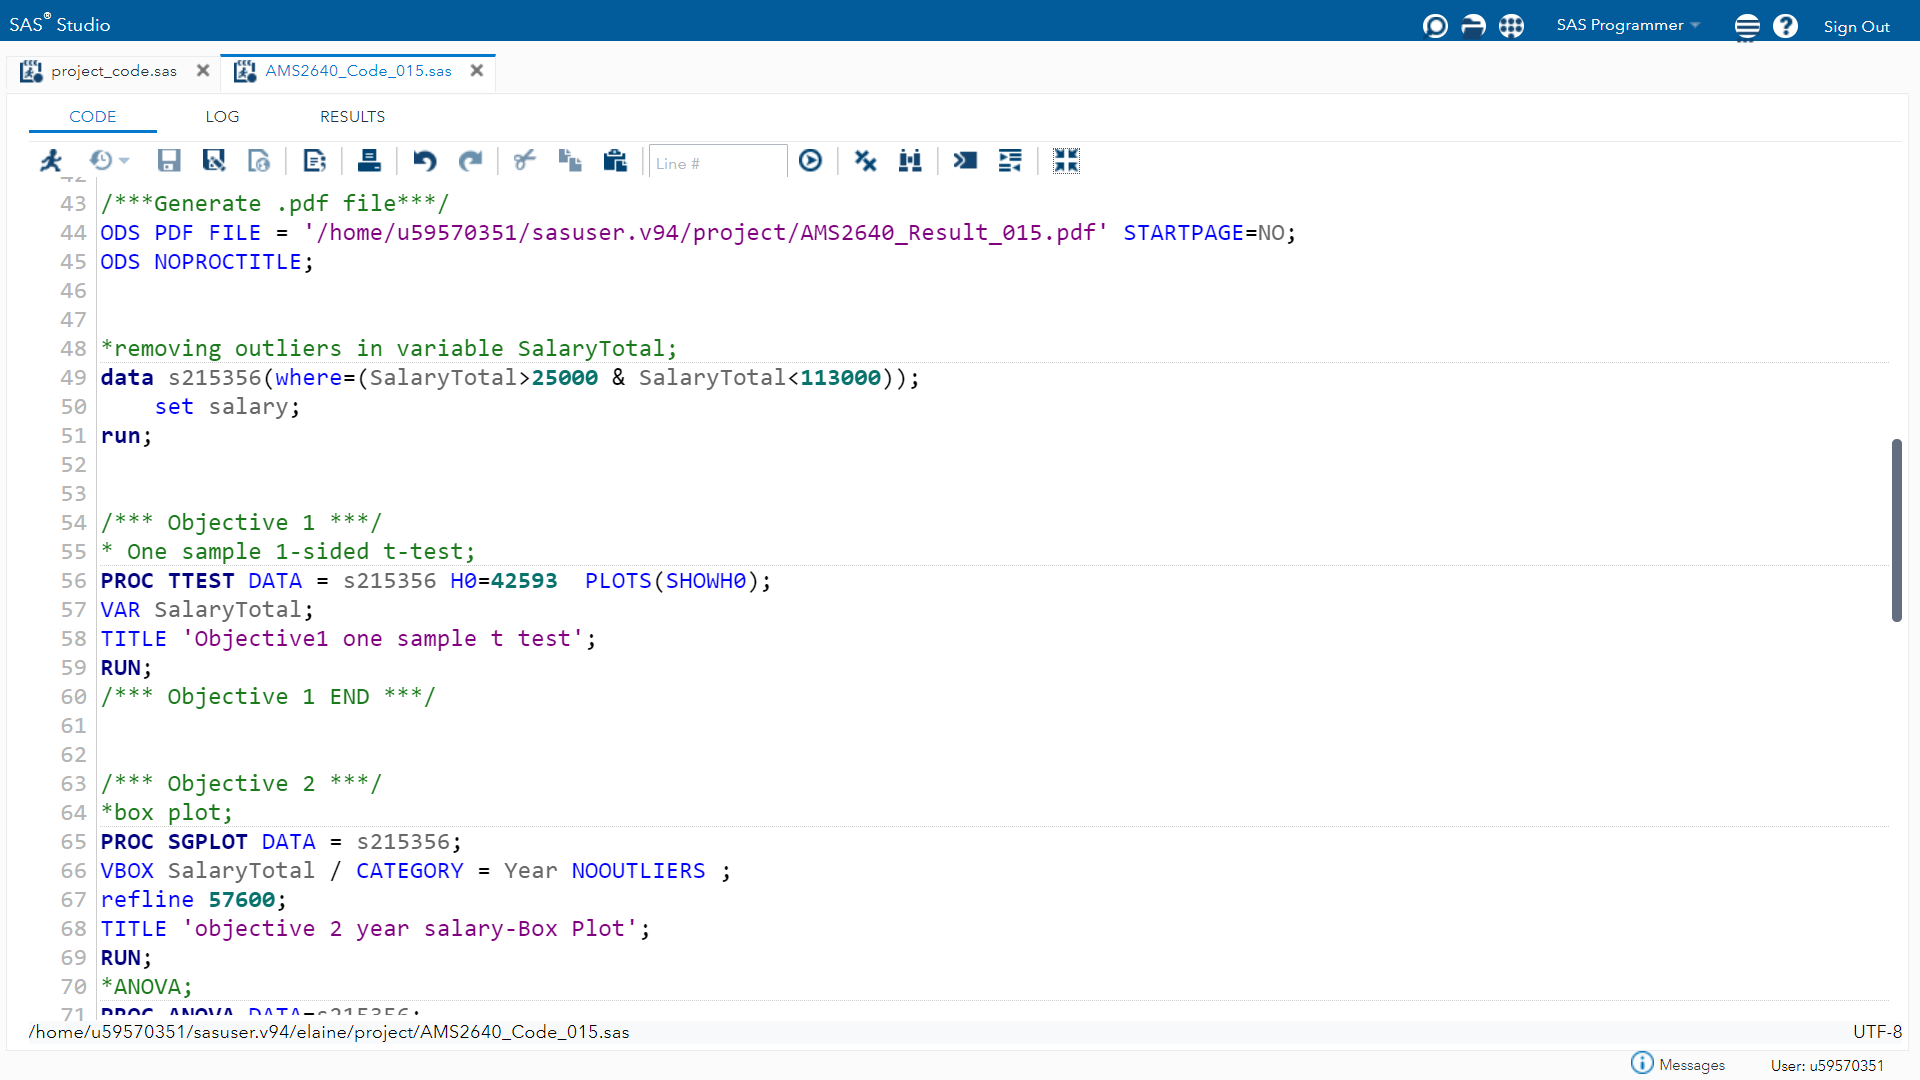 SAS® Studio
SAS Programmer
Sign Out
project_code.sas
AMS2640_Code_015.sas
CODE
LOG
RESULTS
Line #
43 /***Generate .pdf file***/
44 ODS PDF FILE = '/home/u59570351/sasuser.v94/project/AMS2640_Result_015.pdf' STARTPAGE=NO;
45 ODS NOPROCTITLE;
46
47
48 *removing outliers in variable SalaryTotal;
49 data s215356(where=(SalaryTotal>25000 & SalaryTotal<113000));
50     set salary;
51 run;
52
53
54 /*** Objective 1 ***/
55 * One sample 1-sided t-test;
56 PROC TTEST DATA = s215356 H0=42593  PLOTS(SHOWH0);
57 VAR SalaryTotal;
58 TITLE 'Objective1 one sample t test';
59 RUN;
60 /*** Objective 1 END ***/
61
62
63 /*** Objective 2 ***/
64 *box plot;
65 PROC SGPLOT DATA = s215356;
66 VBOX SalaryTotal / CATEGORY = Year NOOUTLIERS ;
67 refline 57600;
68 TITLE 'objective 2 year salary-Box Plot';
69 RUN;
70 *ANOVA;
71 PROC ANOVA DATA=s215356;
/home/u59570351/sasuser.v94/elaine/project/AMS2640_Code_015.sas
UTF-8
Messages
User: u59570351